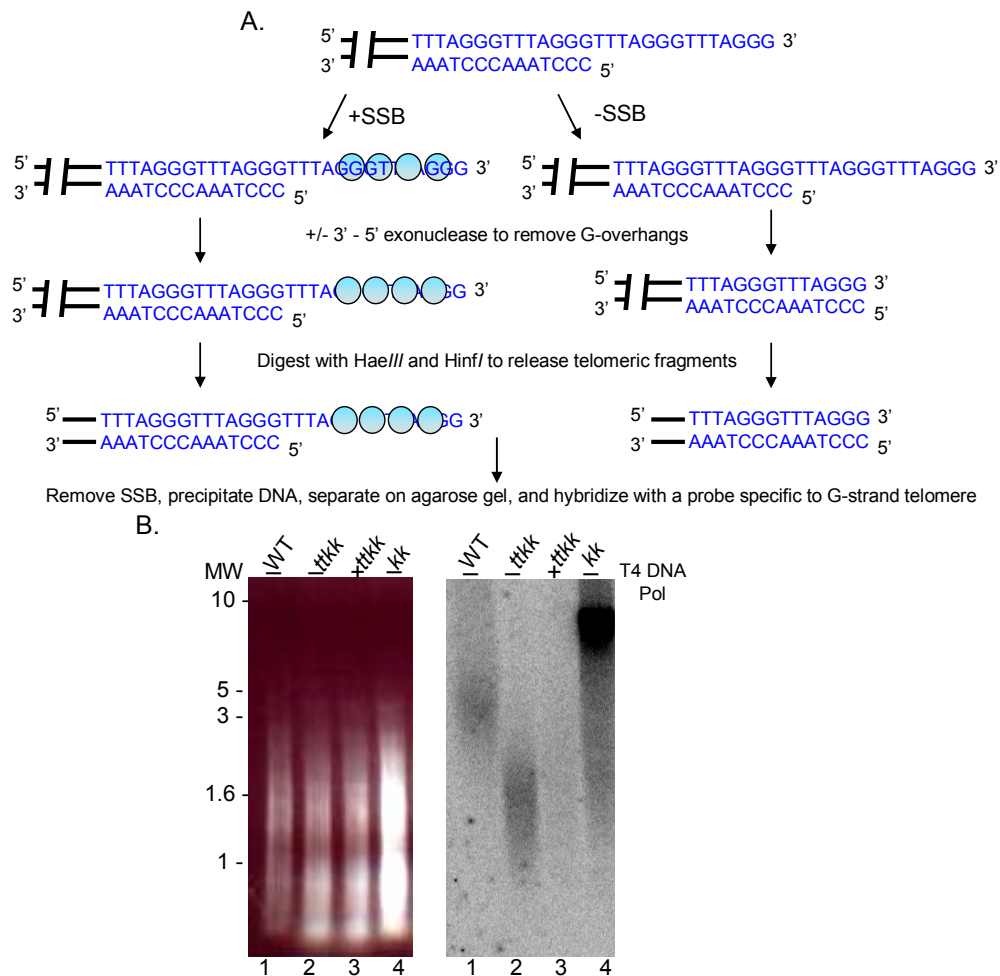 A.
5' TTTAGGGTTTAGGGTTTAGGGTTTAGGG 3'
3' AAATCCCAAATCCC 5'
+SSB -SSB
5' TTTAGGGTTTAGGGTTTAGGGTT AGGG 3' 5' TTTAGGGTTTAGGGTTTAGGGTTTAGGG 3'
3' AAATCCCAAATCCC 5' 3' AAATCCCAAATCCC 5'
+/- 3' - 5' exonuclease to remove G-overhangs
5' TTTAGGGTTTAGGGTTTA GG 3' 5' TTTAGGGTTTAGGG 3'
3' AAATCCCAAATCCC 5' 3' AAATCCCAAATCCC 5'
Digest with HaeIII and HinfI to release telomeric fragments
5' TTTAGGGTTTAGGGTTTA GG 3' 5' TTTAGGGTTTAGGG 3'
3' AAATCCCAAATCCC 5' 3' AAATCCCAAATCCC 5'
Remove SSB, precipitate DNA, separate on agarose gel, and hybridize with a probe specific to G-strand telomere
B.
-WT -ttkk +ttkk -kk -WT -ttkk +ttkk -kk T4 DNA
Pol
MW
10 -
5 -
3 -
1.6 -
1 -
1 2 3 4 1 2 3 4